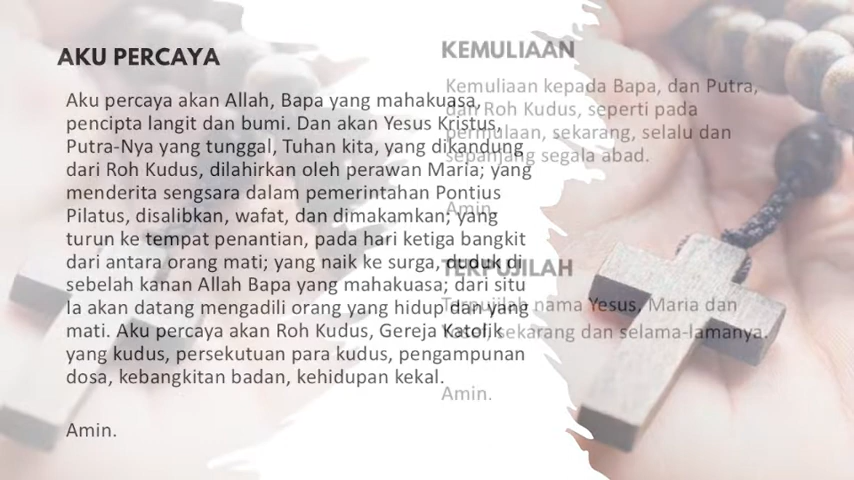 AKU PERCAYA
Aku percaya akan Allah, Bapa yang mahakuasa,
pencipta langit dan bumi. Dan akan Yesus Kristus,
Putra-Nya yang tunggal, Tuhan kita, yang dikandung
dari Roh Kudus, dilahirkan oleh perawan Maria; yang
menderita sengsara dalam pemerintahan Pontius
Pilatus, disalibkan, wafat, dan dimakamkan; yang
turun ke tempat penantian, pada hari ketiga bangkit
dari antara orang mati; yang naik ke surga, duduk di
sebelah kanan Allah Bapa yang mahakuasa; dari situ
Ia akan datang mengadili orang yang hidup dan yang
mati. Aku percaya akan Roh Kudus, Gereja Katolik
yang kudus, persekutuan para kudus, pengampunan
dosa, kebangkitan badan, kehidupan kekal.
Amin.
KEMULIAAN
Kemuliaan kepada Bapa, dan Putra,
dan Roh Kudus, seperti pada
permulaan, sekarang, selalu dan
sepanjang segala abad.
Amin.
TERPUJILAH
Terpujilah nama Yesus, Maria dan
Yosef, sekarang dan selama-lamanya.
Amin.